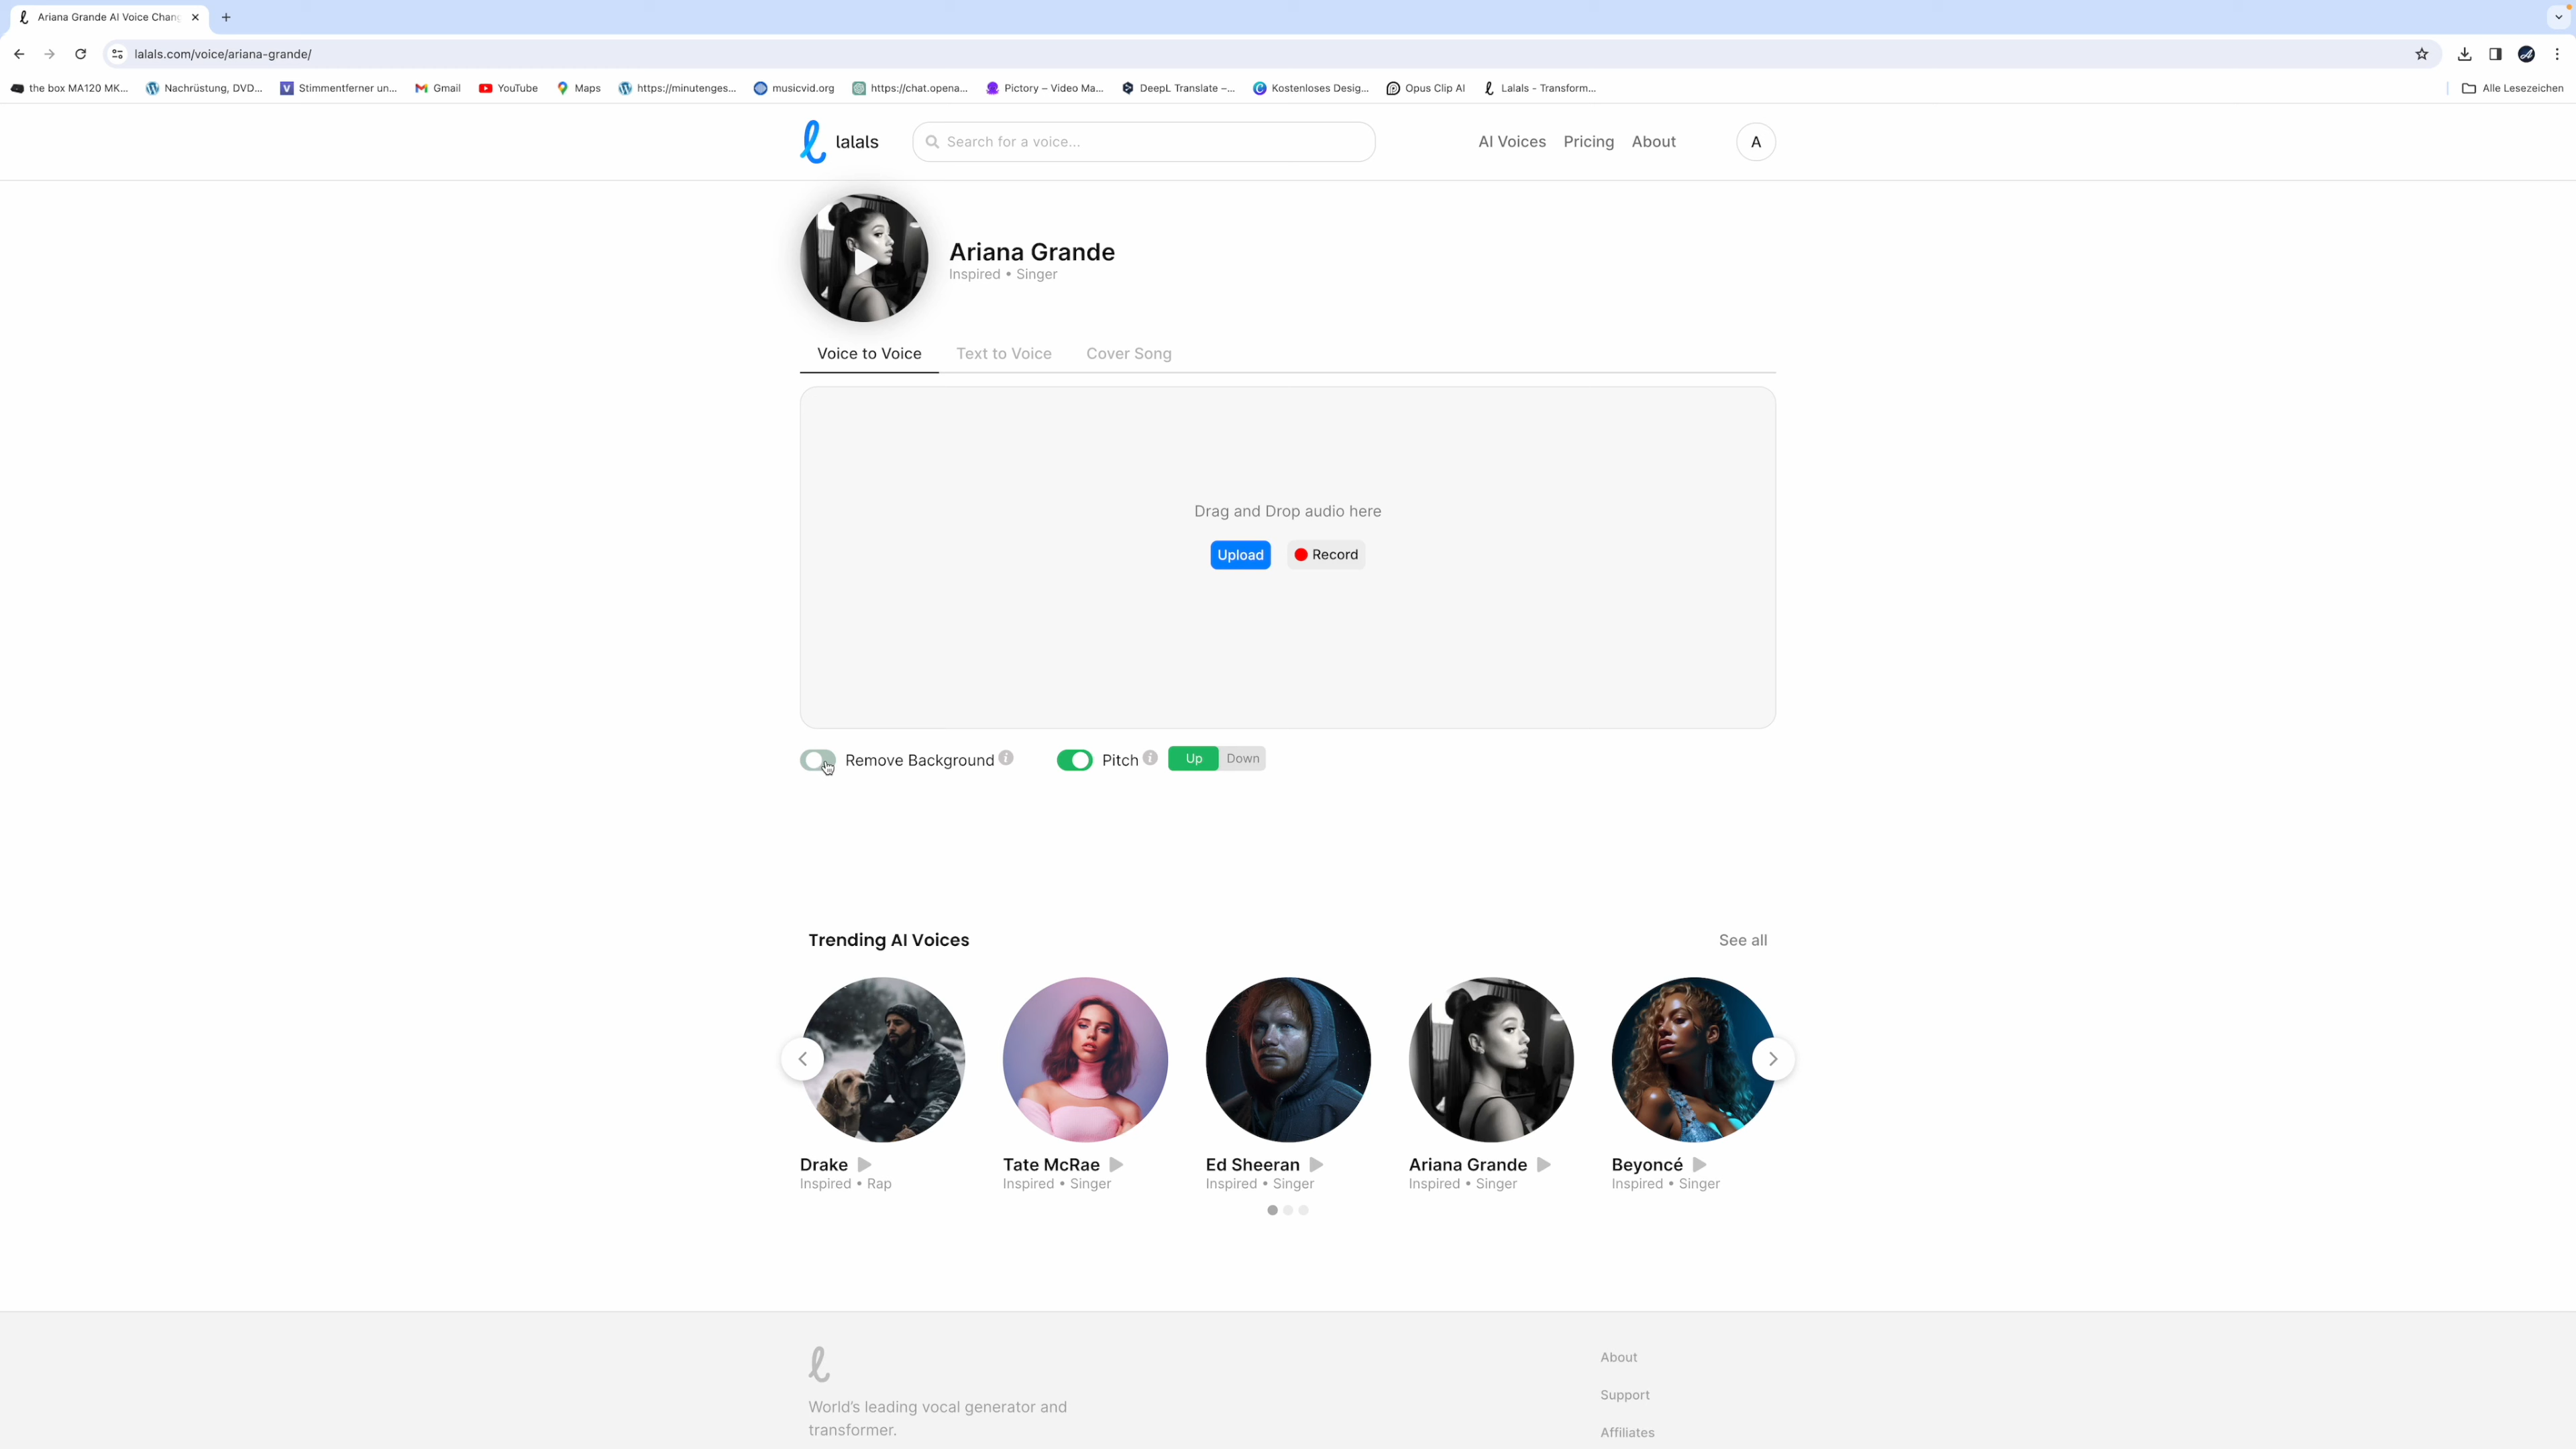 Ariana Grande AI Voice Chang
lalals.com/voice/ariana-grande/
the box MA120 MK... Nachrüstung, DVD... Stimmentferner un... Gmail YouTube Maps https://minutenges... musicvid.org https://chat.opena... Pictory – Video Ma... DeepL Translate –... Kostenloses Desig... Opus Clip AI Lalals - Transform... Alle Lesezeichen
lalals Search for a voice... AI Voices Pricing About A
Ariana Grande
Inspired • Singer
Voice to Voice Text to Voice Cover Song
Drag and Drop audio here
Upload Record
Remove Background Pitch Up Down
Trending AI Voices See all
Drake Tate McRae Ed Sheeran Ariana Grande Beyoncé
Inspired • Rap Inspired • Singer Inspired • Singer Inspired • Singer Inspired • Singer
About
Support
World's leading vocal generator and
transformer.
Affiliates